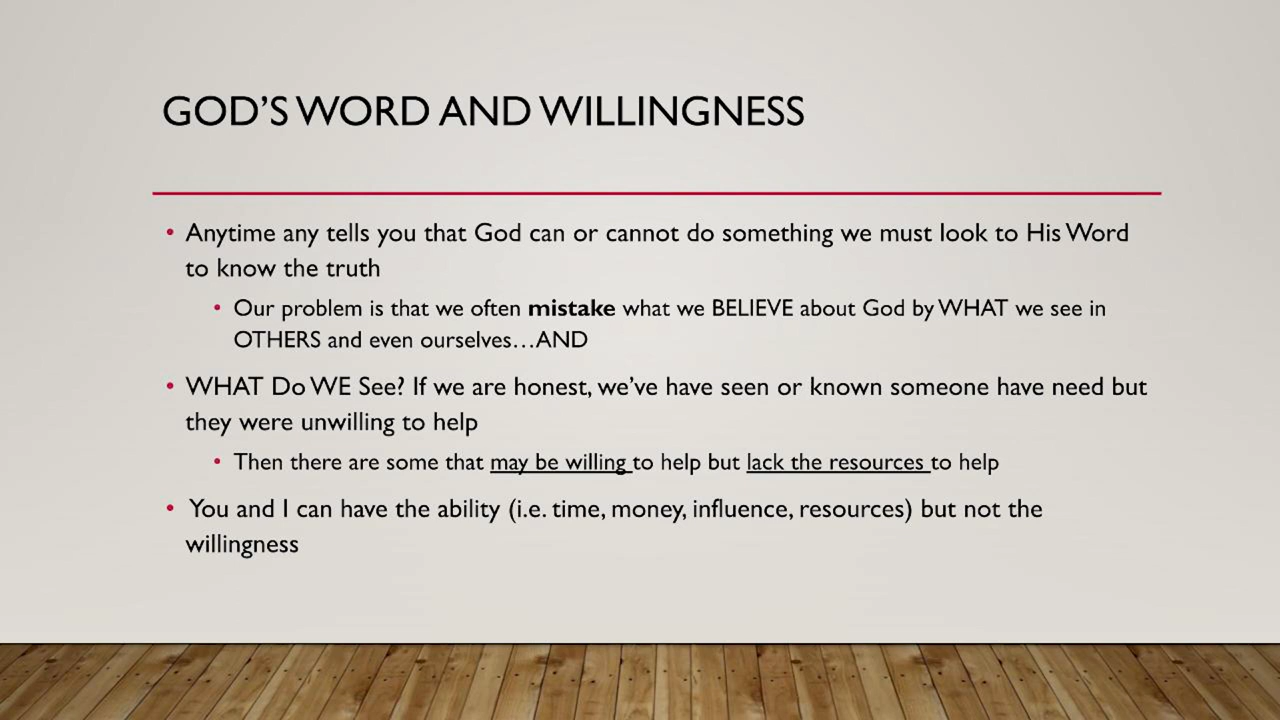 GOD’S WORD AND WILLINGNESS
• Anytime any tells you that God can or cannot do something we must look to His Word
to know the truth
• Our problem is that we often mistake what we BELIEVE about God by WHAT we see in
OTHERS and even ourselves…AND
• WHAT Do WE See? If we are honest, we’ve have seen or known someone have need but
they were unwilling to help
• Then there are some that may be willing to help but lack the resources to help
• You and I can have the ability (i.e. time, money, influence, resources) but not the
willingness